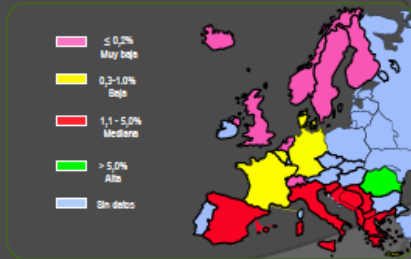 ≤ 0,2%
Muy baja
0,3-1.0%
Baja
1,1 - 5,0%
Mediana
> 5,0%
Alta
Sin datos